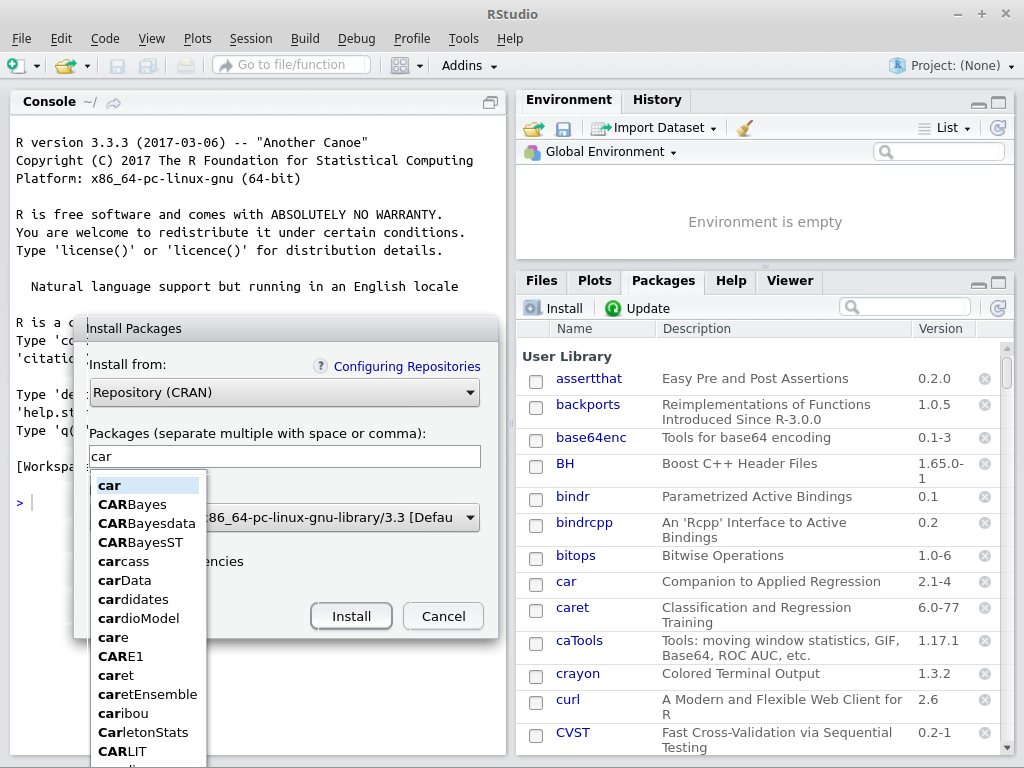 RStudio
File Edit Code View Plots Session Build Debug Profile Tools Help
Go to file/function Addins Project: (None)
Console ~/
R version 3.3.3 (2017-03-06) -- "Another Canoe"
Copyright (C) 2017 The R Foundation for Statistical Computing
Platform: x86_64-pc-linux-gnu (64-bit)
R is free software and comes with ABSOLUTELY NO WARRANTY.
You are welcome to redistribute it under certain conditions.
Type 'license()' or 'licence()' for distribution details.
Natural language support but running in an English locale
R is a c
Type 'co
'citatio
Type 'de
'help.st
Type 'q(
[Workspa
>
Install Packages
Install from:
? Configuring Repositories
Repository (CRAN)
Packages (separate multiple with space or comma):
car
car
CARBayes
CARBayesdata
CARBayesST
carcass
carData
cardidates
cardioModel
care
CARE1
caret
caretEnsemble
caribou
CarletonStats
CARLIT
x86_64-pc-linux-gnu-library/3.3 [Defau
encies
Install Cancel
Environment History
Import Dataset List
Global Environment
Environment is empty
Files Plots Packages Help Viewer
Install Update
Name Description Version
User Library
assertthat Easy Pre and Post Assertions 0.2.0
backports Reimplementations of Functions 1.0.5
Introduced Since R-3.0.0
base64enc Tools for base64 encoding 0.1-3
BH Boost C++ Header Files 1.65.0-
1
bindr Parametrized Active Bindings 0.1
bindrcpp An 'Rcpp' Interface to Active 0.2
Bindings
bitops Bitwise Operations 1.0-6
car Companion to Applied Regression 2.1-4
caret Classification and Regression 6.0-77
Training
caTools Tools: moving window statistics, GIF, 1.17.1
Base64, ROC AUC, etc.
crayon Colored Terminal Output 1.3.2
curl A Modern and Flexible Web Client for 2.6
R
CVST Fast Cross-Validation via Sequential 0.2-1
Testing